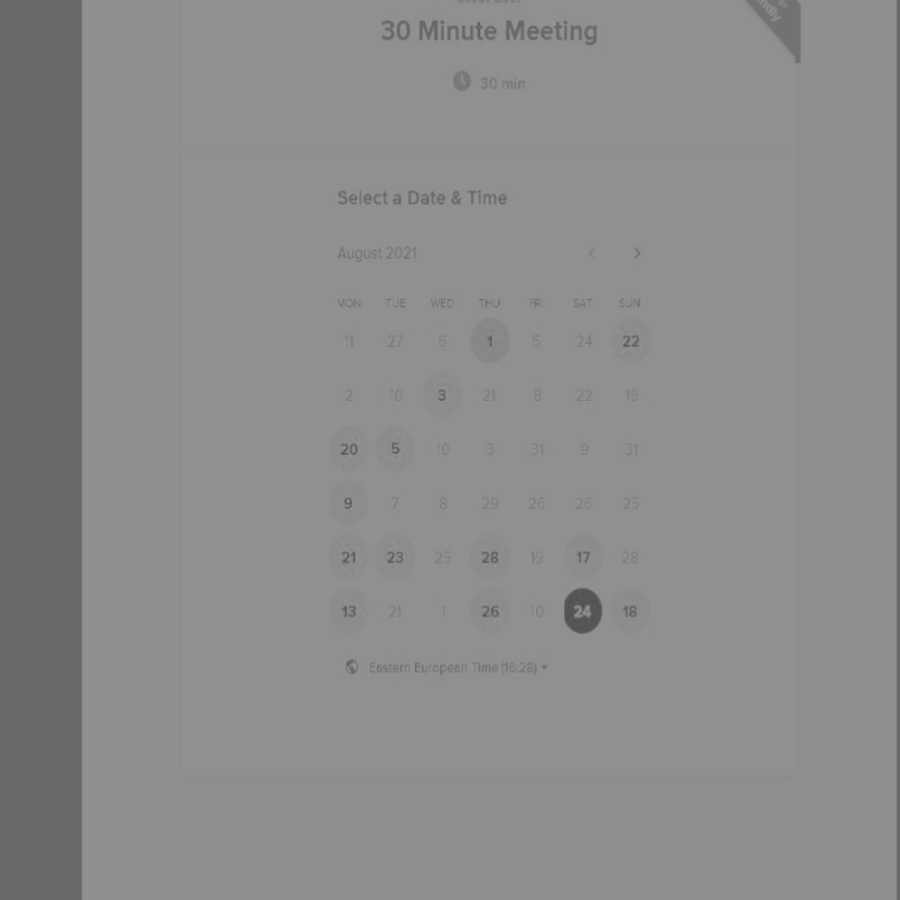 30 Minute Meeting
30 min
Select a Date & Time
August 2021
MON TUE WED THU FR SAT SUN
11 27 6 1 5 24 22
2 10 3 21 8 22 16
20 5 10 3 31 9 31
9 7 8 29 26 26 25
21 23 25 28 19 17 28
13 21 1 26 10 24 18
Eastern European Time (16:28)